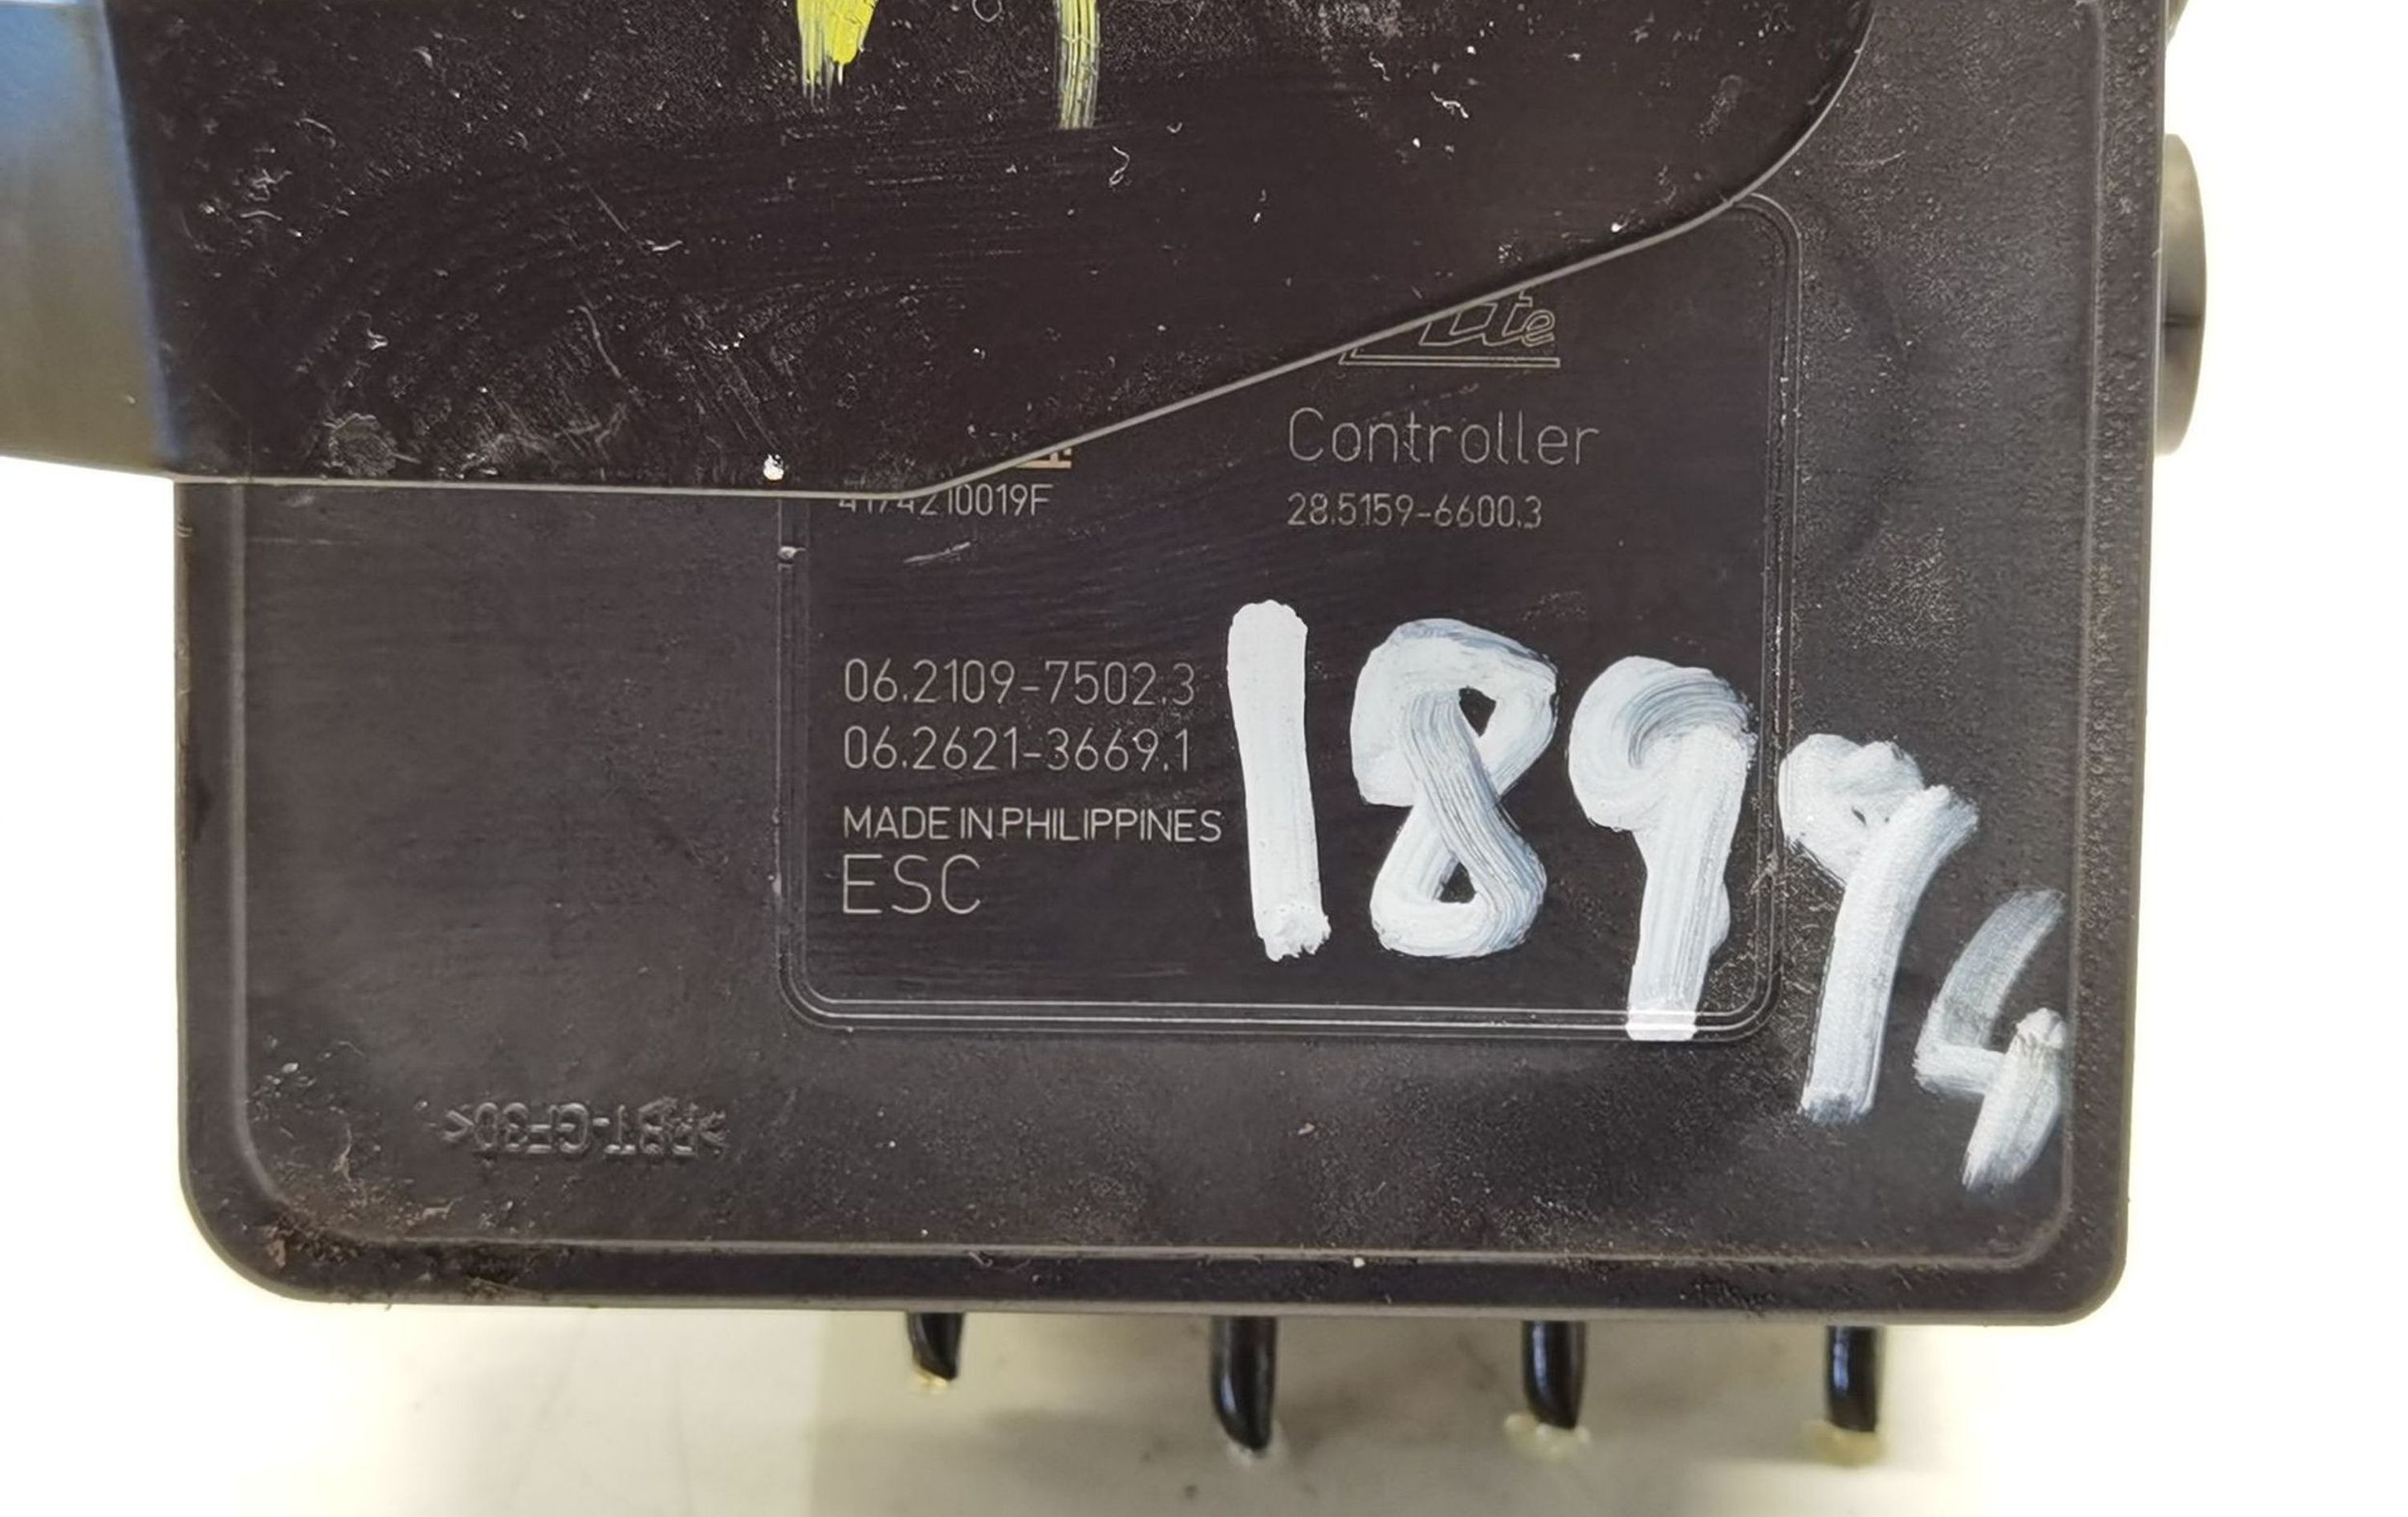 Ate
Controller
4174210019F
28.5159-6600.3
06.2109-7502.3
06.2621-3669.1
MADE IN PHILIPPINES
ESC
18994
>PBT-GF30<